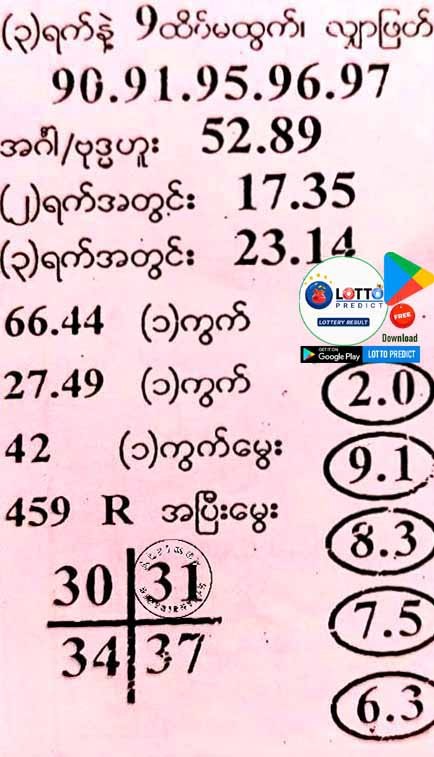 (၃)ရက်နဲ့ 9ထိပ်မထွက်၊ လျှာဖြတ်
90.91.95.96.97
အင်္ဂါ/ဗုဒ္ဓဟူး 52.89
(၂)ရက်အတွင်း 17.35
(၃)ရက်အတွင်း 23.14
LOTTO
PREDICT
LOTTERY RESULT
FREE
Download
GET IT ON
Google Play
LOTTO PREDICT
66.44 (၁)ကွက်
27.49 (၁)ကွက်
2.0
42 (၁)ကွက်မွေး
9.1
459 R အပြီးမွေး
8.3
30 31
34 37
7.5
6.3